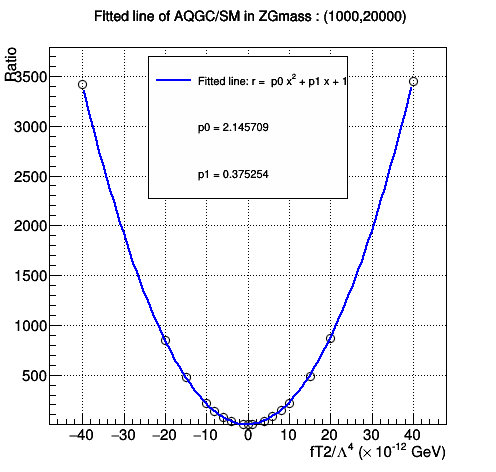 FItted line of AQGC/SM in ZGmass : (1000,20000)
Ratio
Fitted line: r = p0 x² + p1 x + 1
p0 = 2.145709
p1 = 0.375254
3500
3000
2500
2000
1500
1000
500
−40 −30 −20 −10 0 10 20 30 40
fT2/Λ⁴ (× 10⁻¹² GeV)